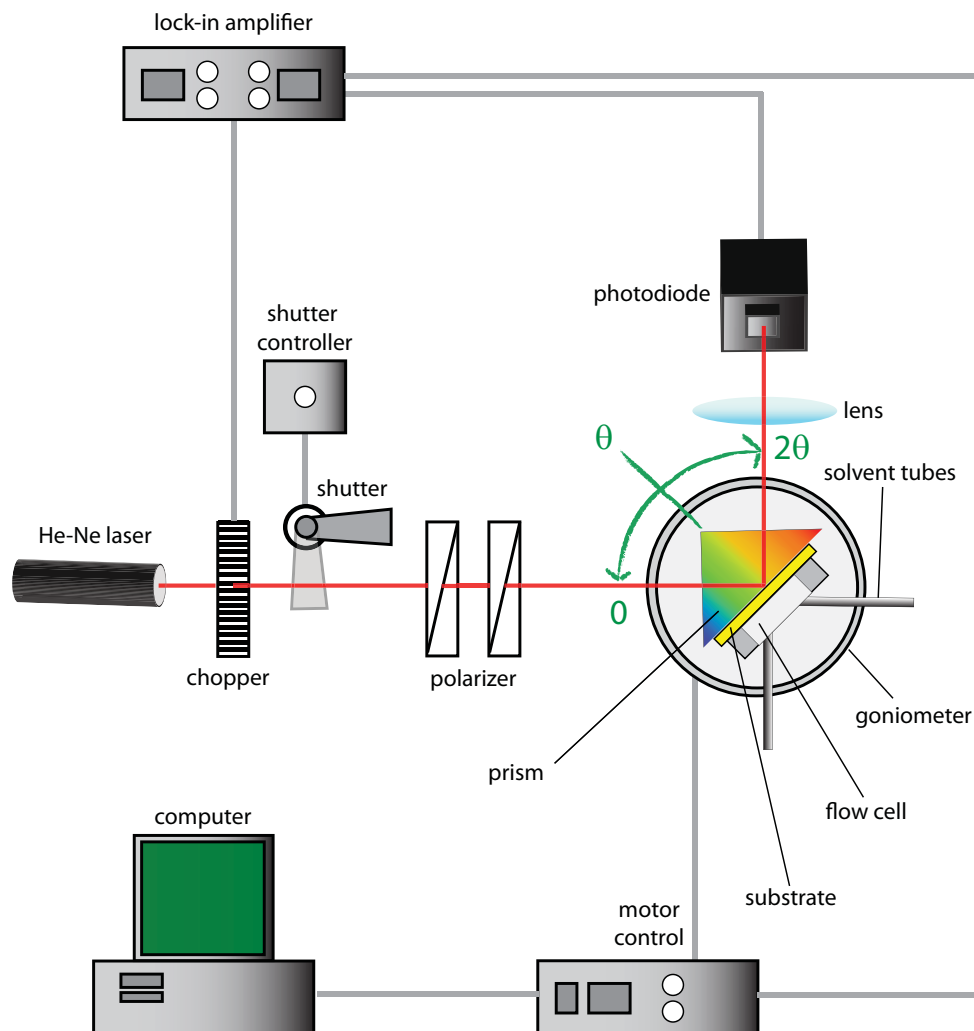 lock-in amplifier
photodiode
shutter
controller
lens
θ
2θ
solvent tubes
shutter
He-Ne laser
0
chopper
polarizer
goniometer
prism
flow cell
computer
substrate
motor
control